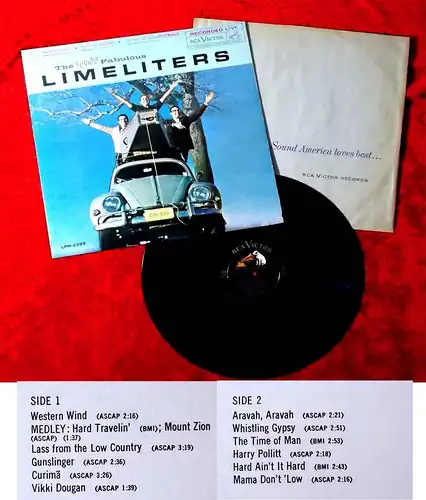 RECORDED LIVE
RCA VICTOR
The Slightly Fabulous
LIMELITERS
LPM-2393
Sound America loves best...
RCA VICTOR RECORDS
RCA VICTOR
SIDE 1
Western Wind (ASCAP 2:16)
MEDLEY: Hard Travelin' (BMI); Mount Zion
(ASCAP) (1:37)
Lass from the Low Country (ASCAP 3:19)
Gunslinger (ASCAP 2:36)
Curimã (ASCAP 3:26)
Vikki Dougan (ASCAP 1:39)
SIDE 2
Aravah, Aravah (ASCAP 2:21)
Whistling Gypsy (ASCAP 2:51)
The Time of Man (BMI 2:53)
Harry Pollitt (ASCAP 2:18)
Hard Ain't It Hard (BMI 2:43)
Mama Don't 'Low (ASCAP 2:16)